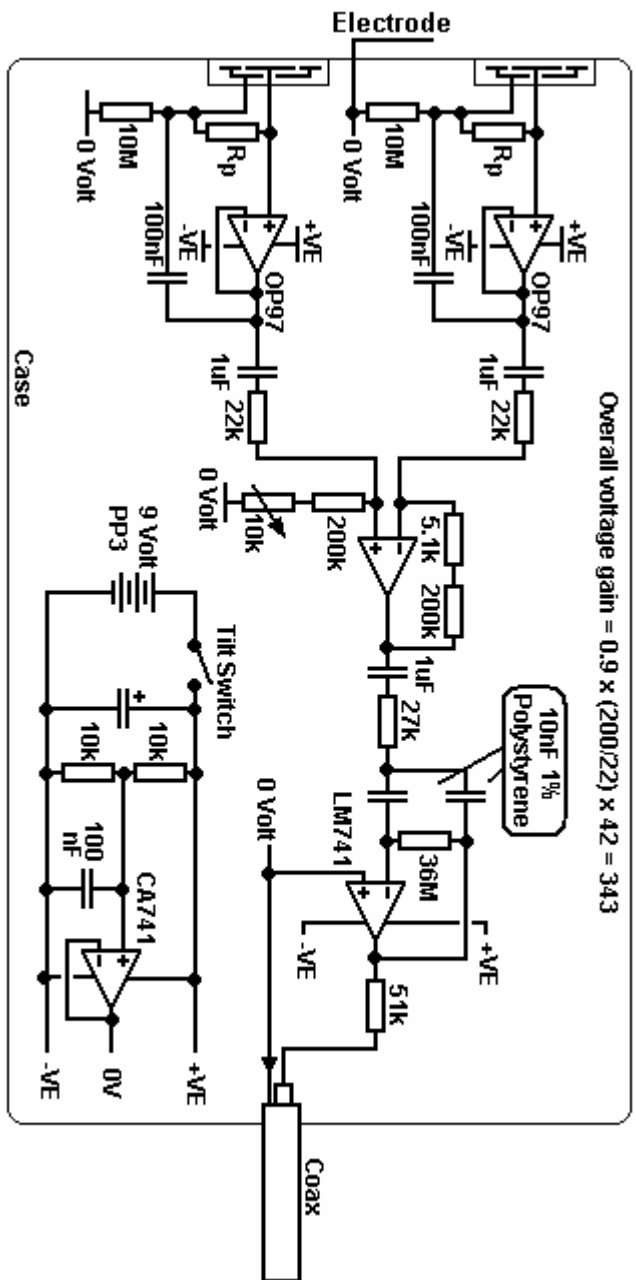 Electrode
Overall voltage gain = 0.9 x (200/22) x 42 = 343
10nF 1%
Polystyrene
+VE
-VE
+
-
OP97
Rp
10M
0 Volt
100nF
1uF
22k
5.1k
200k
-
+
1uF
27k
36M
LM741
-
+
+VE
-VE
51k
0 Volt
Coax
+VE
-VE
+
-
OP97
Rp
10M
0 Volt
100nF
1uF
22k
200k
10k
0 Volt
Tilt Switch
9 Volt
PP3
+
10k
10k
100
nF
CA741
+
-
+VE
0V
-VE
Case